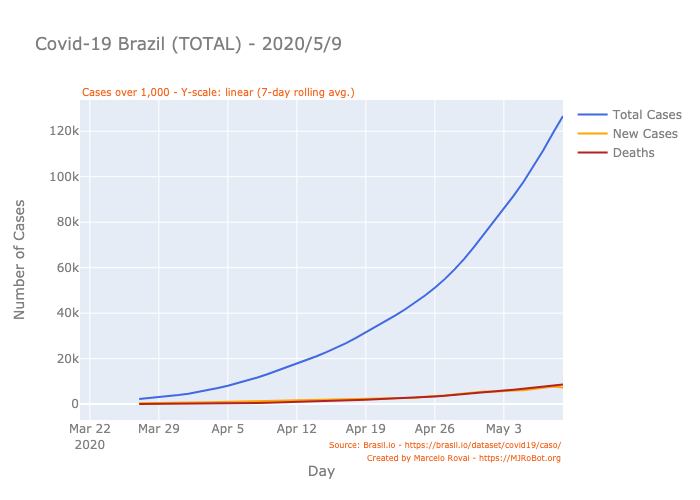 Covid-19 Brazil (TOTAL) - 2020/5/9
Cases over 1,000 - Y-scale: linear (7-day rolling avg.)
Total Cases
New Cases
Deaths
120k
100k
80k
60k
40k
20k
0
Number of Cases
Mar 22 Mar 29 Apr 5 Apr 12 Apr 19 Apr 26 May 3
2020
Source: Brasil.io - https://brasil.io/dataset/covid19/caso/
Created by Marcelo Rovai - https://MJRoBot.org
Day